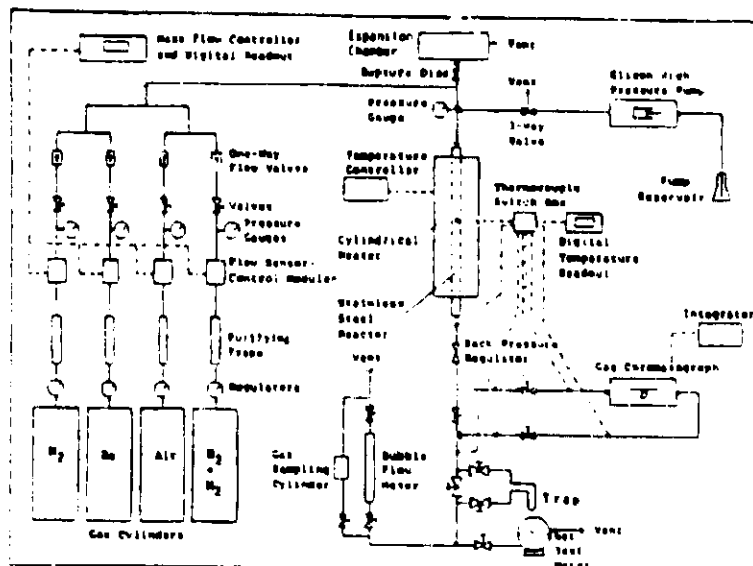 Mass Flow Controller
and Digital Readout
Expansion
Chamber
Vent
Rupture Disc
Pressure
Gauge
Vent
3-Way
Valve
Gilson High
Pressure Pump
Pump
Reservoir
One-Way
Flow Valves
Valves
Pressure
Gauges
Flow Sensor-
Control Modules
Purifying
Traps
Regulators
H2
He
Air
H2
+
N2
Gas Cylinders
Temperature
Controller
Cylindrical
Heater
Stainless
Steel
Reactor
Thermocouple
Switch Box
Digital
Temperature
Readout
Back Pressure
Regulator
Integrator
Gas Chromatograph
Vent
Gas
Sampling
Cylinder
Bubble
Flow
Meter
Trap
Vent
Test
Meter